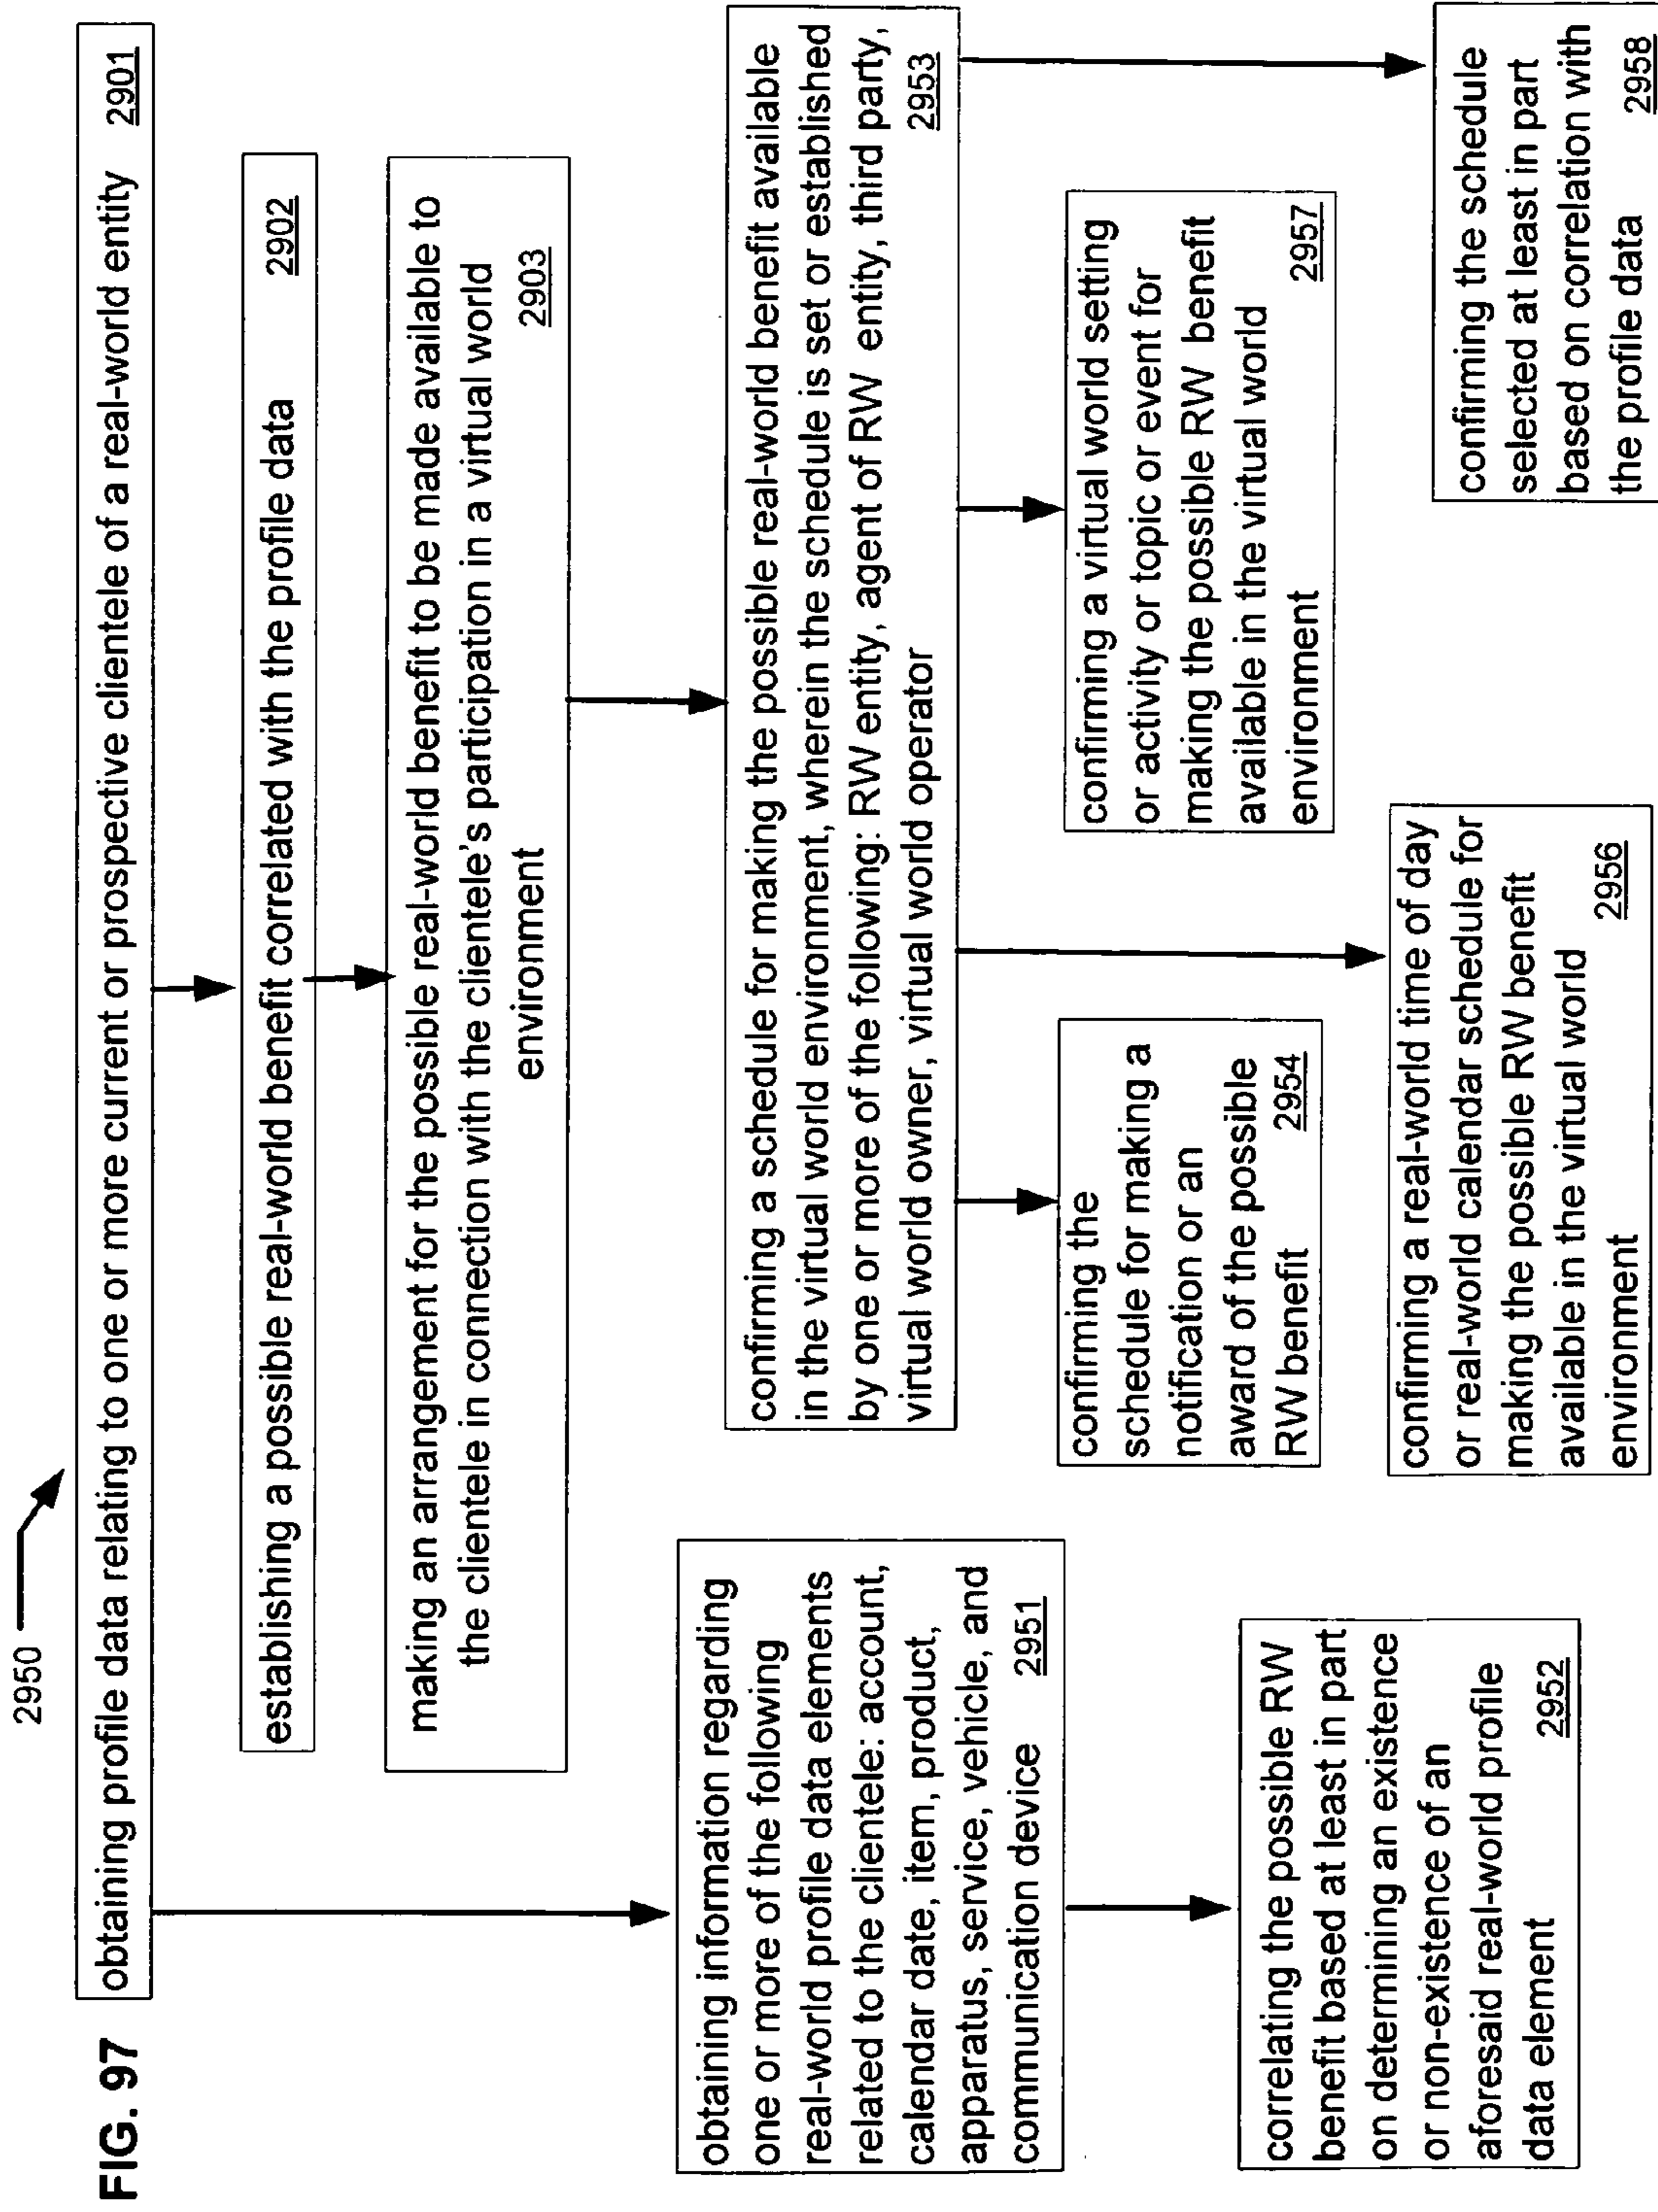 2950
FIG. 97
obtaining profile data relating to one or more current or prospective clientele of a real-world entity 2901
establishing a possible real-world benefit correlated with the profile data 2902
making an arrangement for the possible real-world benefit to be made available to
the clientele in connection with the clientele's participation in a virtual world
environment 2903
obtaining information regarding
one or more of the following
real-world profile data elements
related to the clientele: account,
calendar date, item, product,
apparatus, service, vehicle, and
communication device 2951
correlating the possible RW
benefit based at least in part
on determining an existence
or non-existence of an
aforesaid real-world profile
data element 2952
confirming a schedule for making the possible real-world benefit available
in the virtual world environment, wherein the schedule is set or established
by one or more of the following: RW entity, agent of RW entity, third party,
virtual world owner, virtual world operator 2953
confirming the
schedule for making a
notification or an
award of the possible
RW benefit 2954
confirming a real-world time of day
or real-world calendar schedule for
making the possible RW benefit
available in the virtual world
environment 2956
confirming a virtual world setting
or activity or topic or event for
making the possible RW benefit
available in the virtual world
environment 2957
confirming the schedule
selected at least in part
based on correlation with
the profile data 2958